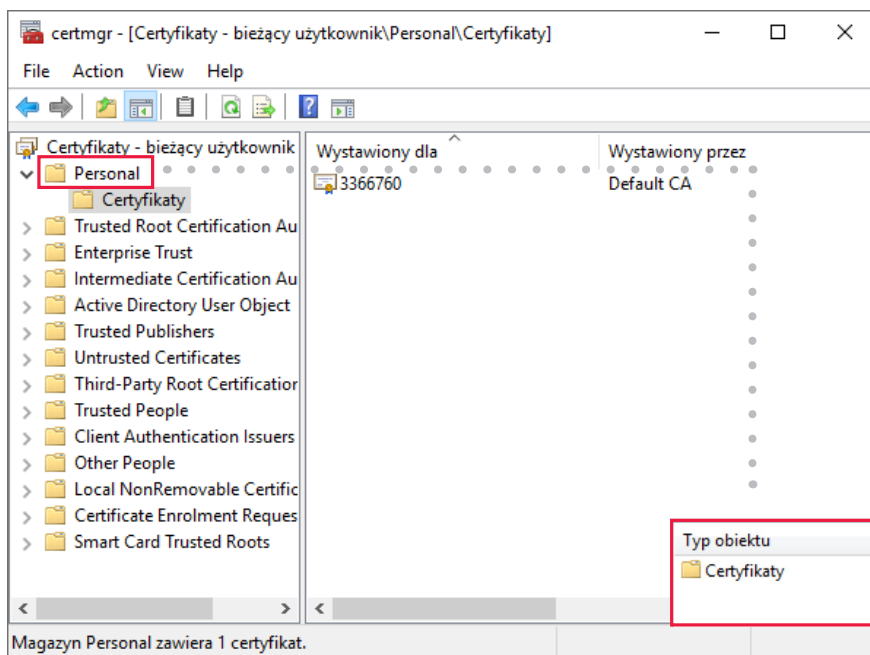 certmgr - [Certyfikaty - bieżący użytkownik\Personal\Certyfikaty]
File Action View Help
Certyfikaty - bieżący użytkownik
Personal
Certyfikaty
Trusted Root Certification Au
Enterprise Trust
Intermediate Certification Au
Active Directory User Object
Trusted Publishers
Untrusted Certificates
Third-Party Root Certification
Trusted People
Client Authentication Issuers
Other People
Local NonRemovable Certific
Certificate Enrolment Reques
Smart Card Trusted Roots
Wystawiony dla Wystawiony przez
3366760 Default CA
Typ obiektu
Certyfikaty
Magazyn Personal zawiera 1 certyfikat.